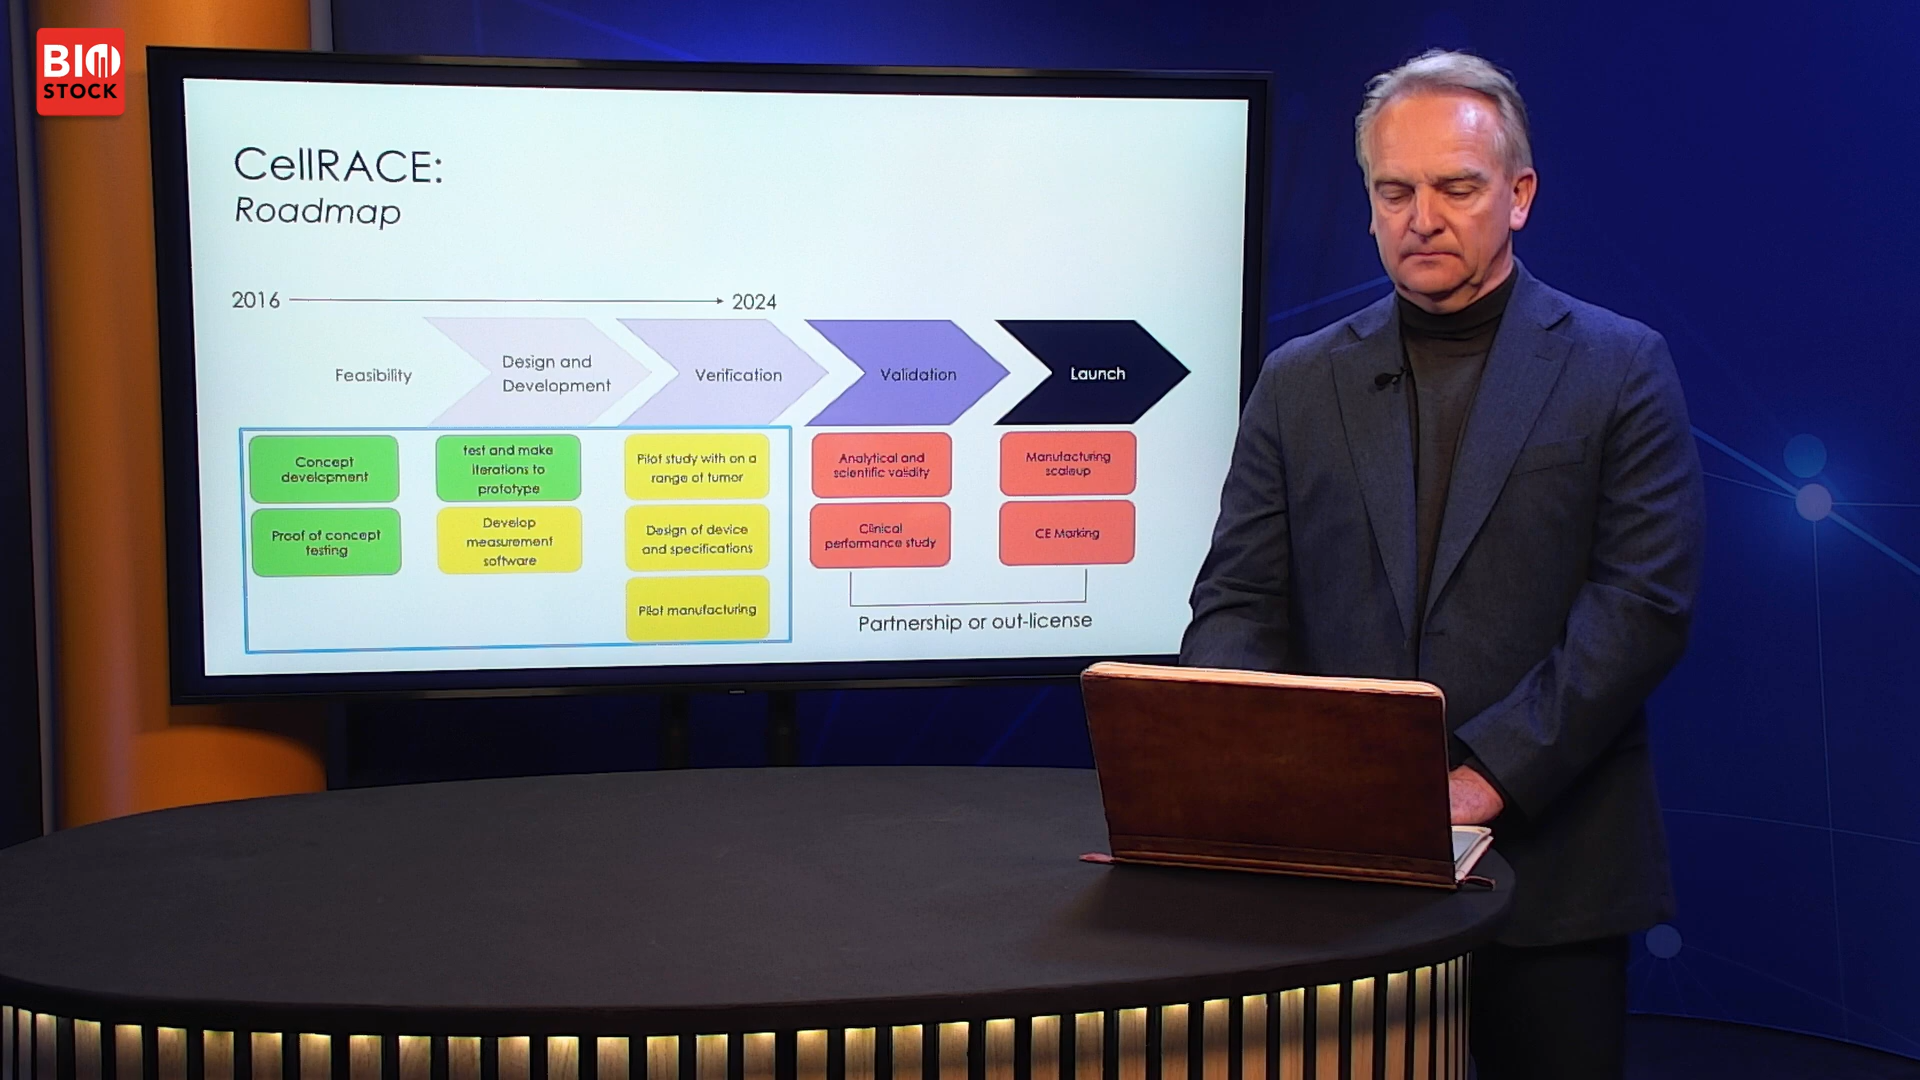 BIO
STOCK
CellRACE:
Roadmap
2016
2024
Feasibility
Design and
Development
Verification
Validation
Launch
Concept
development
Proof of concept
testing
test and make
iterations to
prototype
Develop
measurement
software
Pilot study with on a
range of tumor
Design of device
and specifications
Pilot manufacturing
Analytical and
scientific validity
Clinical
performance study
Manufacturing
scaleup
CE Marking
Partnership or out-license